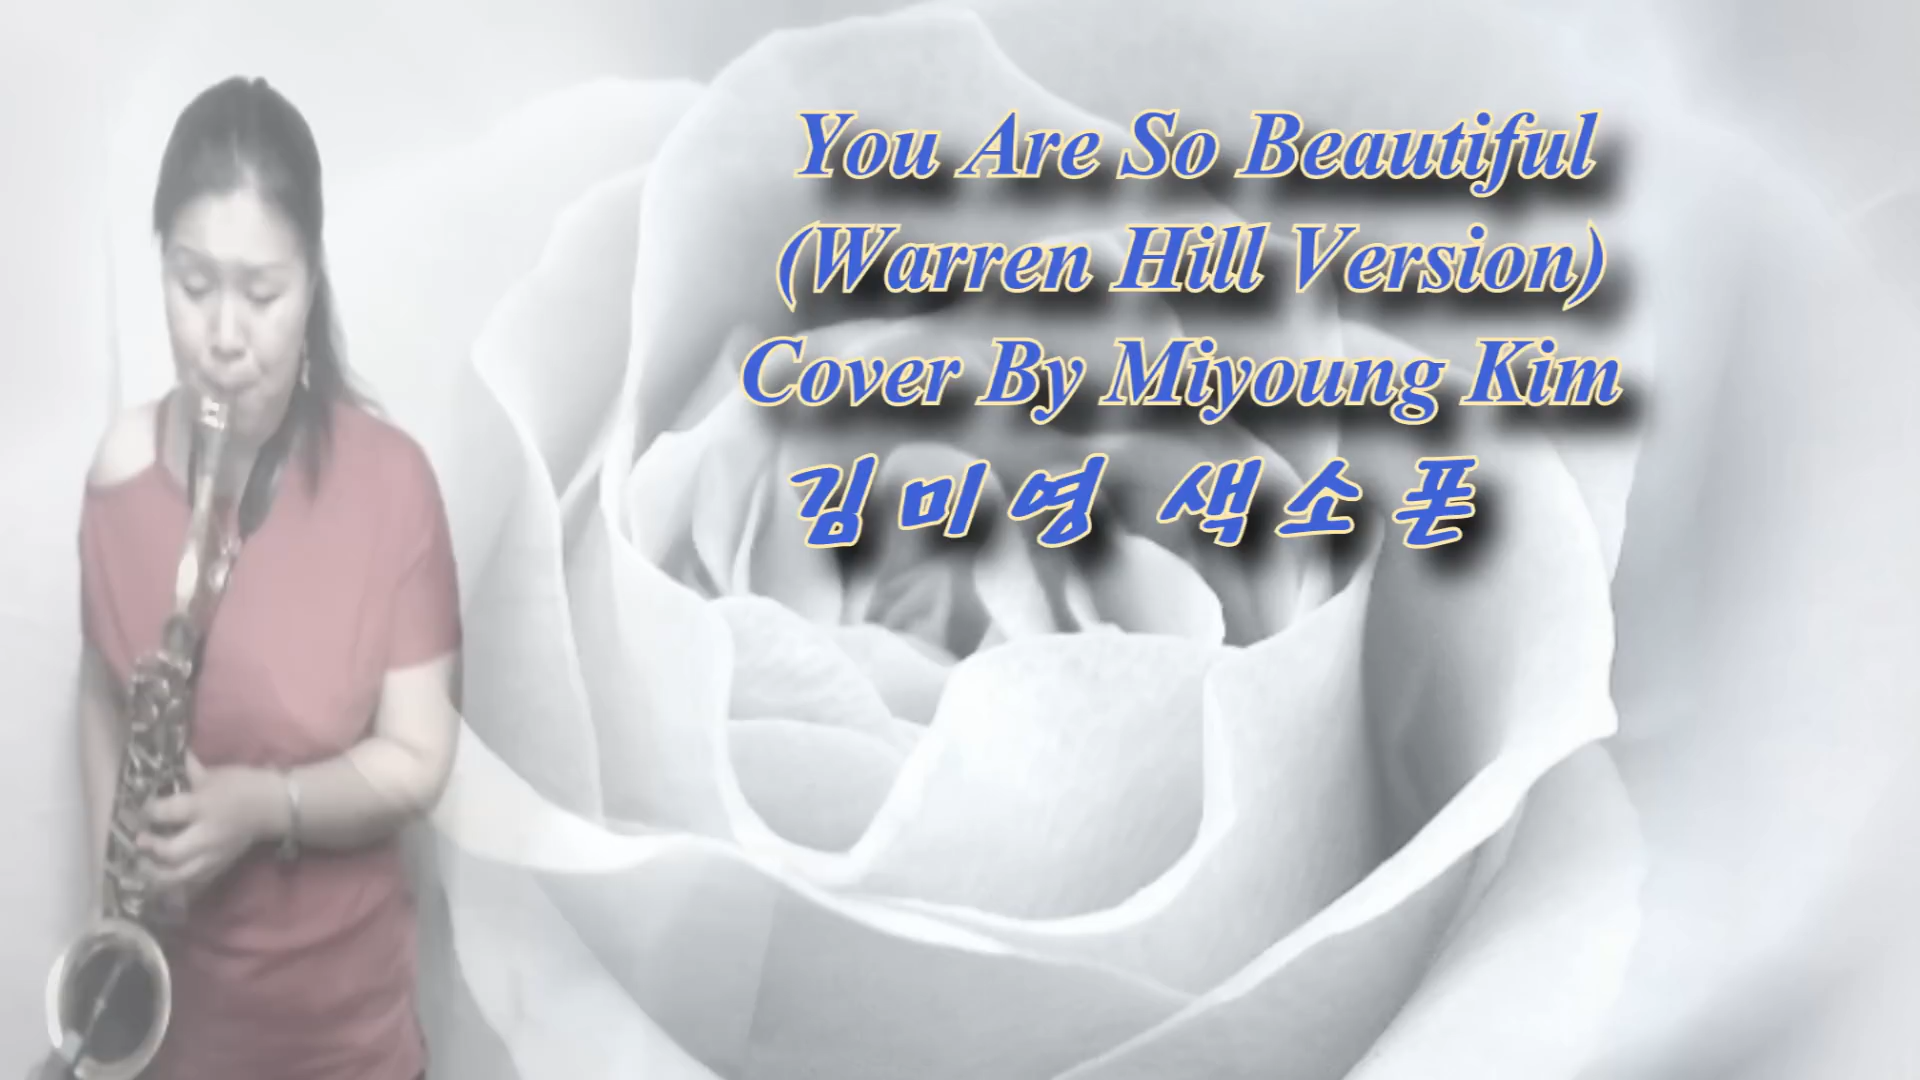 You Are So Beautiful
(Warren Hill Version)
Cover By Miyoung Kim
김미영 색소폰